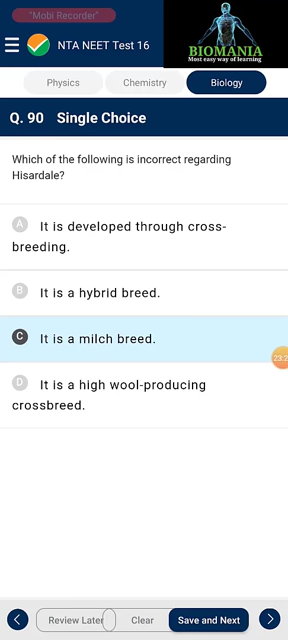 "Mobi Recorder"
NTA NEET Test 16
BIOMANIA
Most easy way of learning
Physics
Chemistry
Biology
Q. 90 Single Choice
Which of the following is incorrect regarding
Hisardale?
A It is developed through cross-
breeding.
B It is a hybrid breed.
C It is a milch breed.
23:2
D It is a high wool-producing
crossbreed.
Review Later
Clear
Save and Next